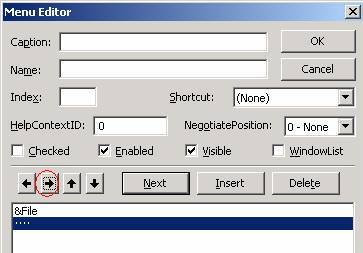 Menu Editor
Caption: OK
Name: Cancel
Index: Shortcut: (None)
HelpContextID: 0 NegotiatePosition: 0 - None
Checked Enabled Visible WindowList
Next Insert Delete
&File
····